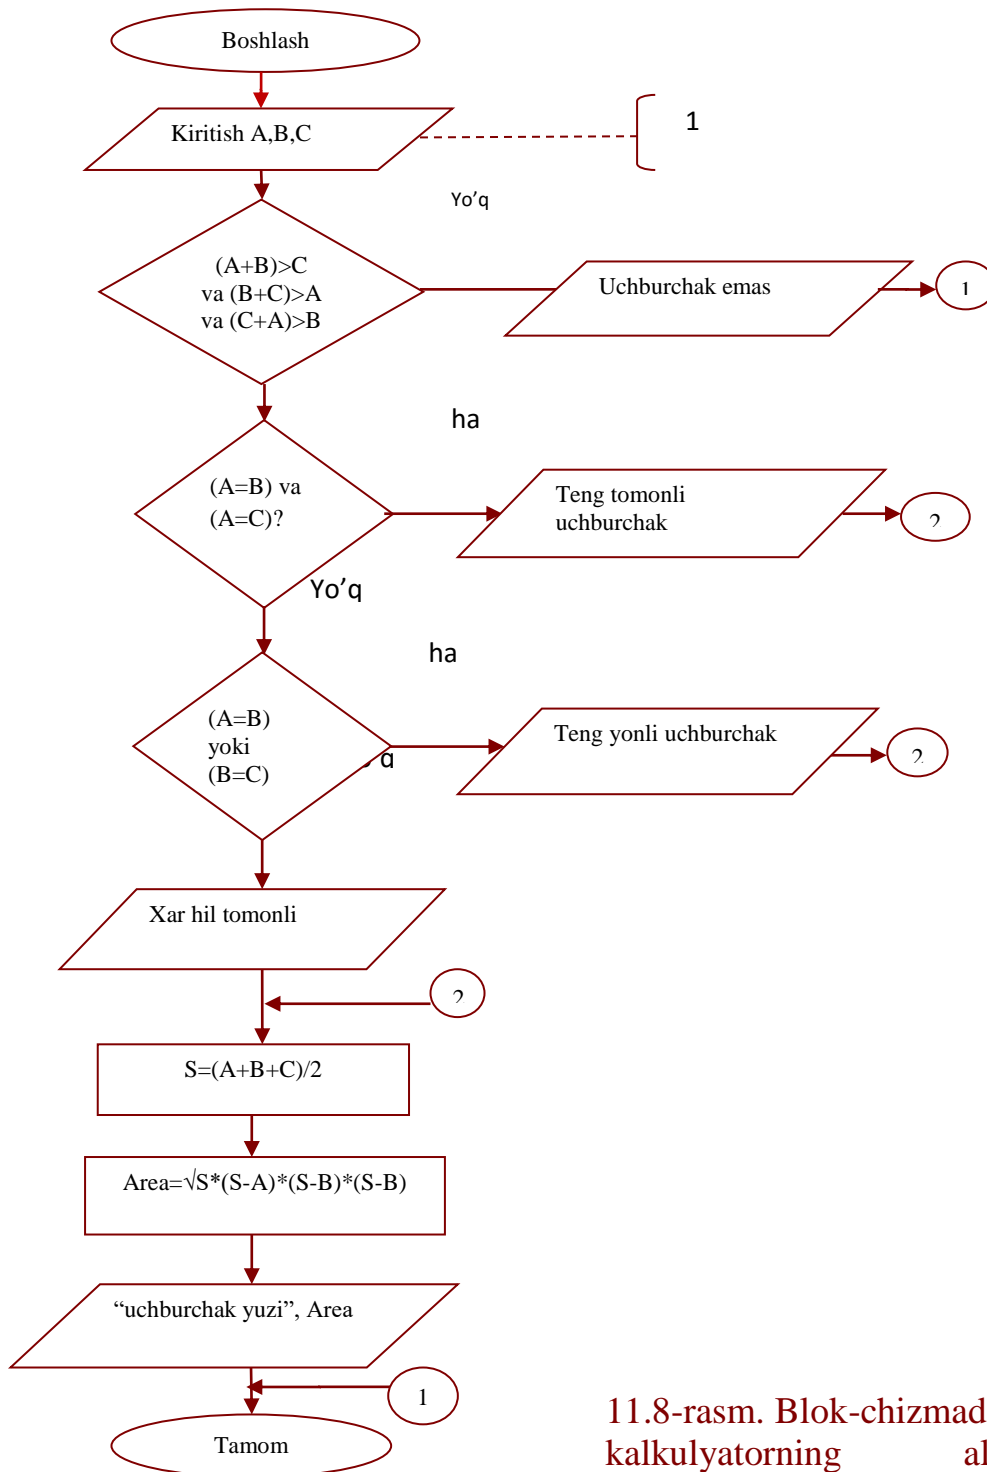 Boshlash
Kiritish A,B,C
1
Yo’q
(A+B)>C
va (B+C)>A
va (C+A)>B
Uchburchak emas
1
ha
(A=B) va
(A=C)?
Teng tomonli
uchburchak
2
Yo’q
ha
(A=B)
yoki
(B=C)
Teng yonli uchburchak
2
Xar hil tomonli
2
S=(A+B+C)/2
Area=√S*(S-A)*(S-B)*(S-B)
“uchburchak yuzi”, Area
1
Tamom
11.8-rasm. Blok-chizmad
kalkulyatorning al